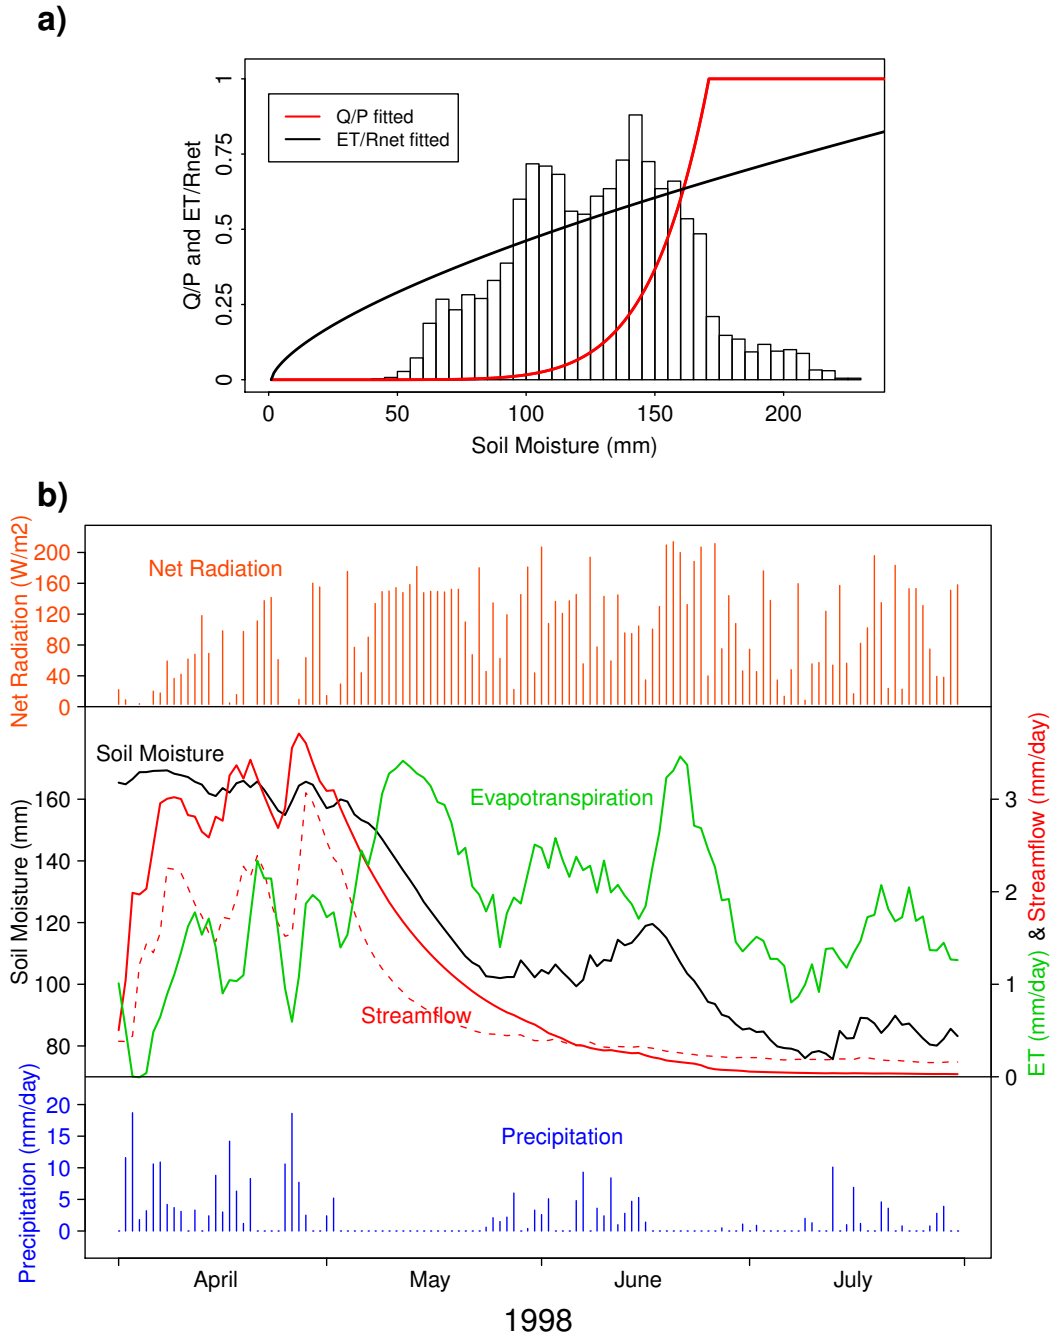 a)
Q/P and ET/Rnet
1
0.75
0.5
0.25
0
Q/P fitted
ET/Rnet fitted
0 50 100 150 200
Soil Moisture (mm)
b)
Net Radiation (W/m2)
200
160
120
80
40
0
Net Radiation
Soil Moisture (mm)
160
140
120
100
80
Soil Moisture
Evapotranspiration
Streamflow
3
2
1
0
ET (mm/day) & Streamflow (mm/day)
Precipitation (mm/day)
20
15
10
5
0
Precipitation
April May June July
1998